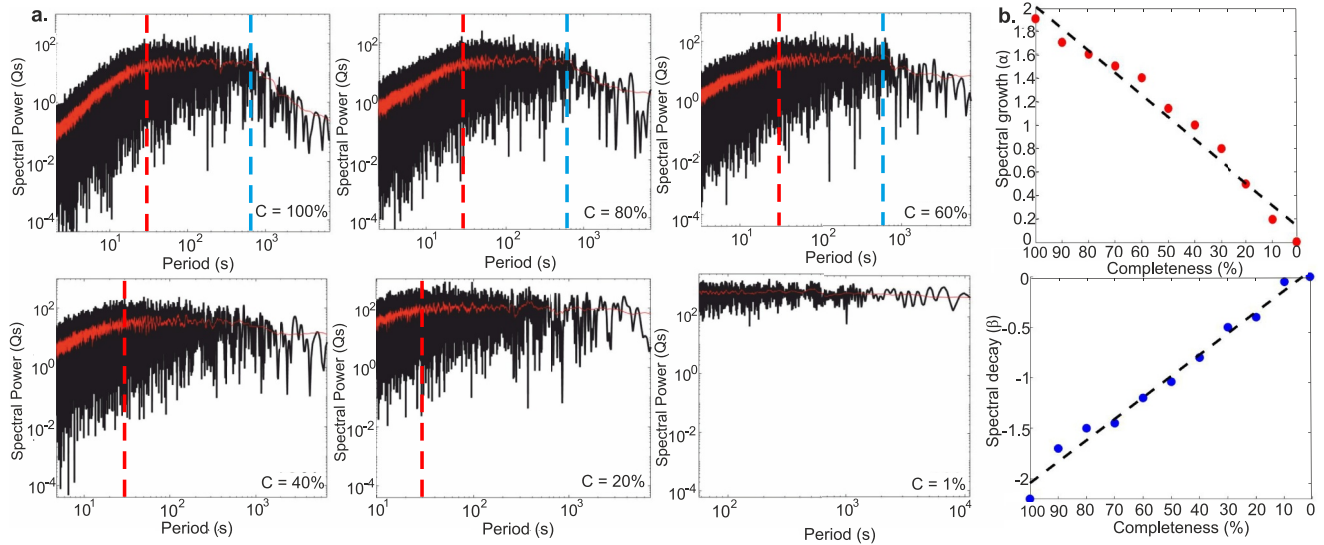 a.
Spectral Power (Qs)
10^2
10^0
10^-2
10^-4
10^1
10^2
10^3
Period (s)
C = 100%
Spectral Power (Qs)
10^2
10^0
10^-2
10^-4
10^1
10^2
10^3
Period (s)
C = 80%
Spectral Power (Qs)
10^2
10^0
10^-2
10^-4
10^1
10^2
10^3
Period (s)
C = 60%
Spectral Power (Qs)
10^2
10^0
10^-2
10^-4
10^1
10^2
10^3
Period (s)
C = 40%
Spectral Power (Qs)
10^2
10^0
10^-2
10^-4
10^1
10^2
10^3
Period (s)
C = 20%
Spectral Power (Qs)
10^2
10^0
10^-2
10^-4
10^2
10^3
10^4
Period (s)
C = 1%
b.
Spectral growth (α)
2
1.8
1.6
1.4
1.2
1
0.8
0.6
0.4
0.2
0
100 90 80 70 60 50 40 30 20 10 0
Completeness (%)
Spectral decay (β)
0
-0.5
-1
-1.5
-2
100 90 80 70 60 50 40 30 20 10 0
Completeness (%)